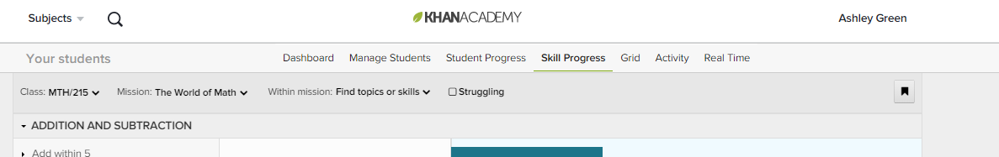 Subjects KHANACADEMY Ashley Green
Your students Dashboard Manage Students Student Progress Skill Progress Grid Activity Real Time
Class: MTH/215 Mission: The World of Math Within mission: Find topics or skills Struggling
ADDITION AND SUBTRACTION
Add within 5